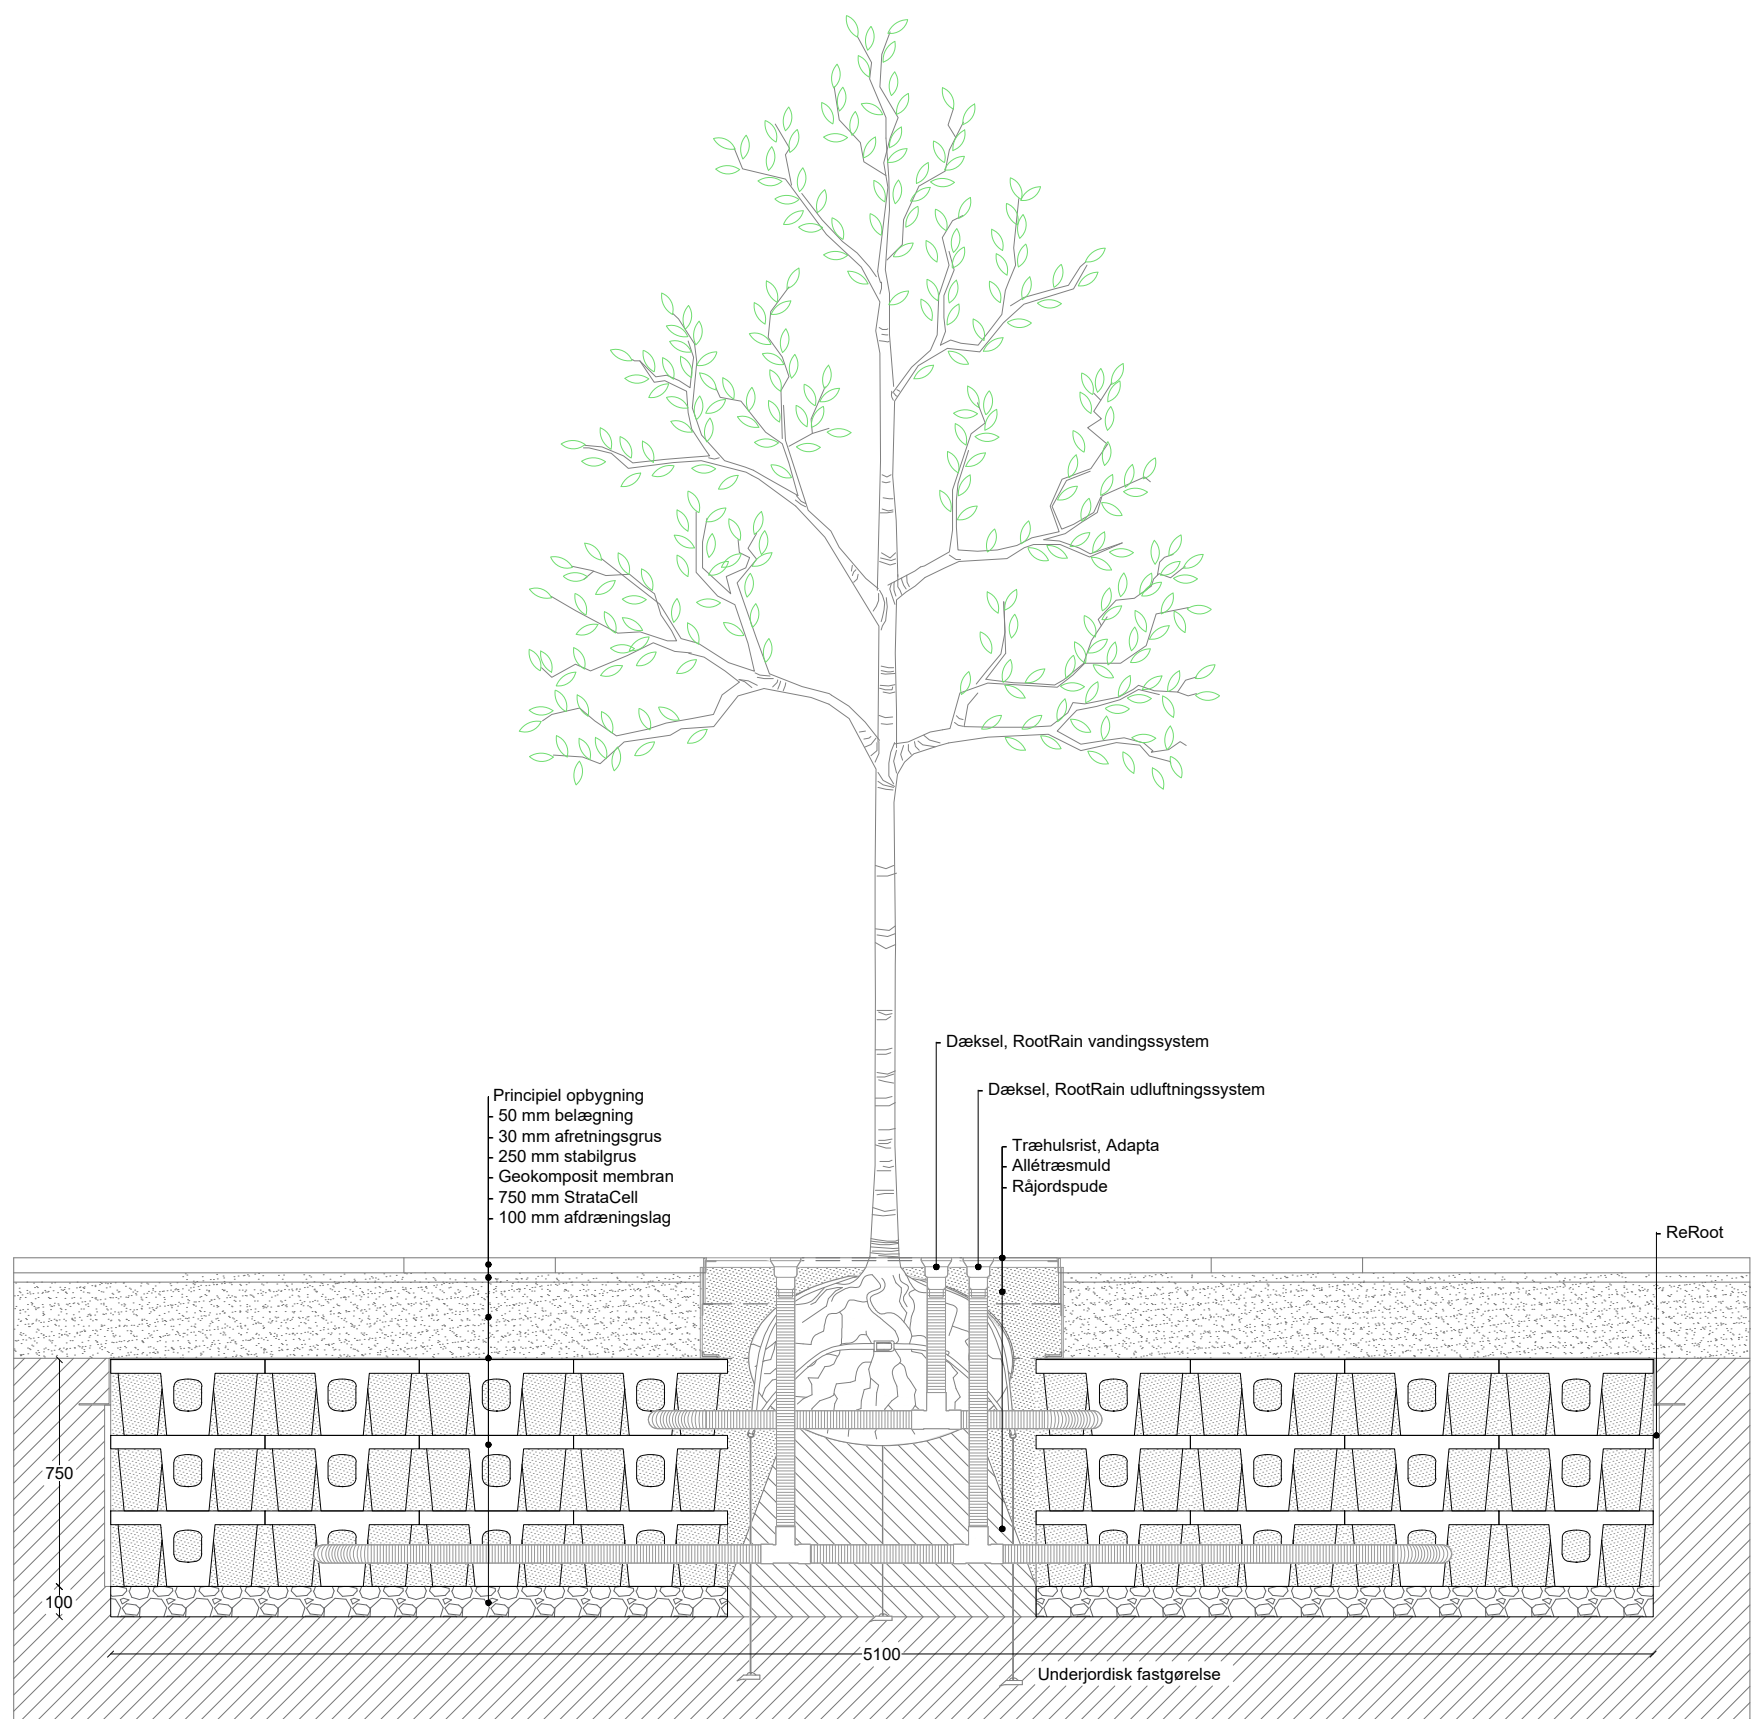 Dæksel, RootRain vandingssystem
Dæksel, RootRain udluftningssystem
Principiel opbygning
50 mm belægning
30 mm afretningsgrus
250 mm stabilgrus
Geokomposit membran
750 mm StrataCell
100 mm afdræningslag
Træhulsrist, Adapta
Allétræsmuld
Råjordspude
ReRoot
750
100
5100
Underjordisk fastgørelse